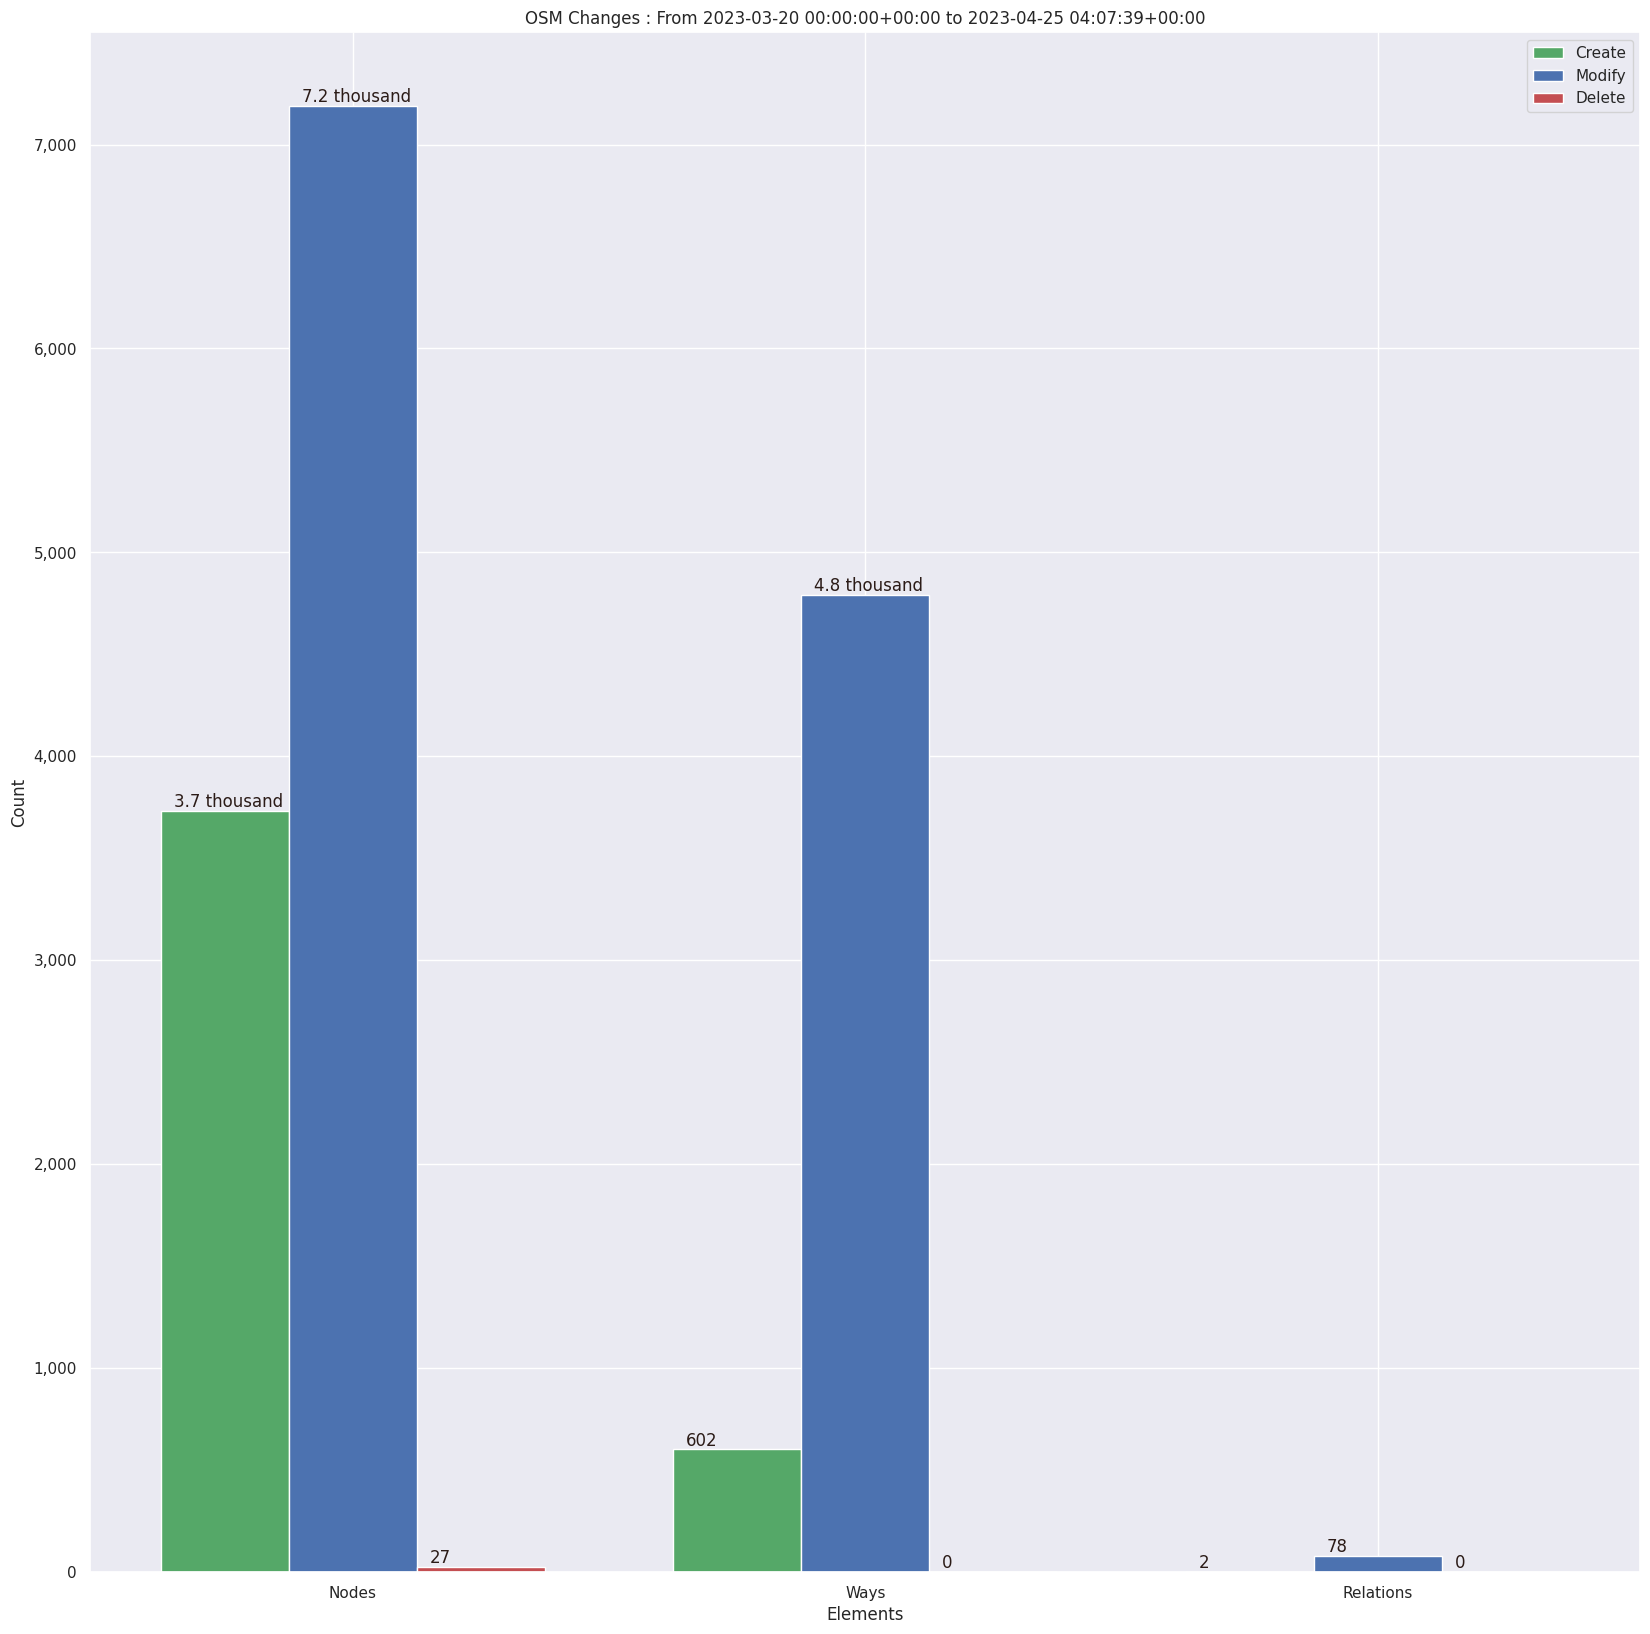 OSM Changes : From 2023-03-20 00:00:00+00:00 to 2023-04-25 04:07:39+00:00
Create
Modify
Delete
7.2 thousand
7,000
6,000
5,000
4.8 thousand
4,000
3.7 thousand
Count
3,000
2,000
1,000
602
27
0
2
78
0
0
Nodes
Ways
Relations
Elements